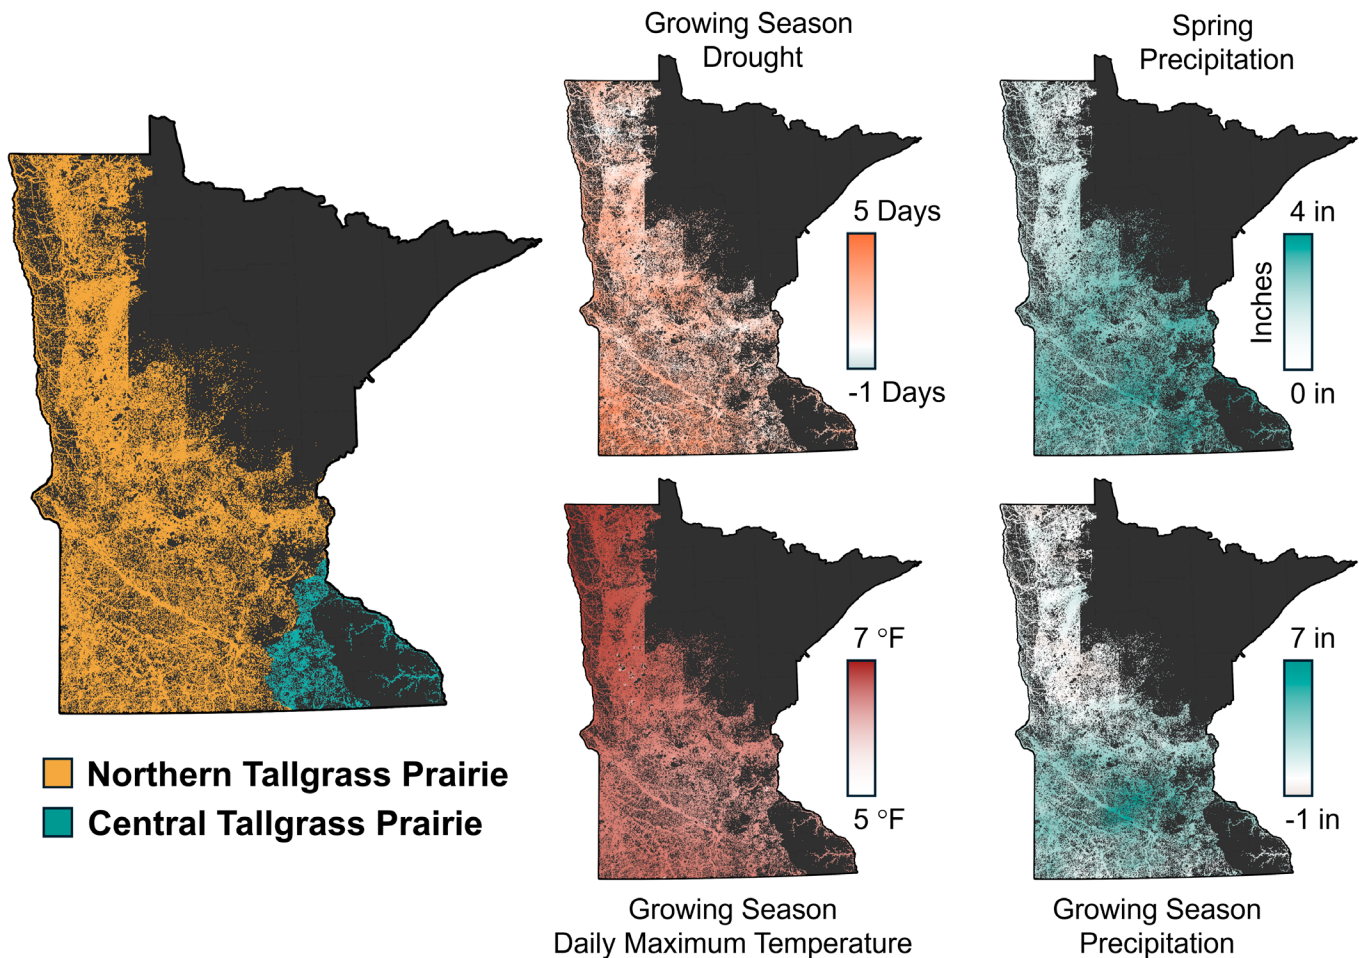 Growing Season
Drought
5 Days
-1 Days
Spring
Precipitation
4 in
Inches
0 in
Northern Tallgrass Prairie
Central Tallgrass Prairie
7 °F
5 °F
Growing Season
Daily Maximum Temperature
7 in
-1 in
Growing Season
Precipitation